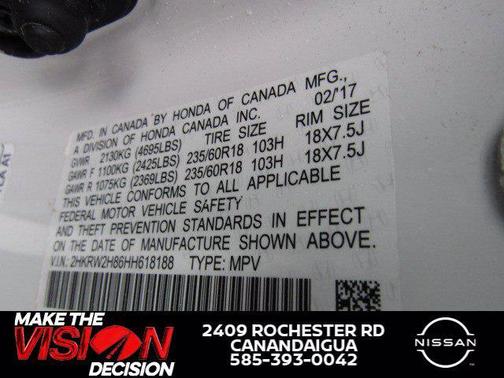 MFD. IN CANADA BY HONDA OF CANADA MFG.,
A DIVISION OF HONDA CANADA INC. 02/'17
TIRE SIZE RIM SIZE
GVWR 2130KG (4695LBS)
GAWR F 1100KG (2425LBS) 235/60R18 103H 18X7.5J
GAWR R 1075KG (2369LBS) 235/60R18 103H 18X7.5J
THIS VEHICLE CONFORMS TO ALL APPLICABLE
FEDERAL MOTOR VEHICLE SAFETY
AND THEFT PREVENTION STANDARDS IN EFFECT
ON THE DATE OF MANUFACTURE SHOWN ABOVE.
V.I.N: 2HKRW2H86HH618188 TYPE: MPV
MAKE THE
VISION
DECISION
2409 ROCHESTER RD
CANANDAIGUA
585-393-0042
NISSAN